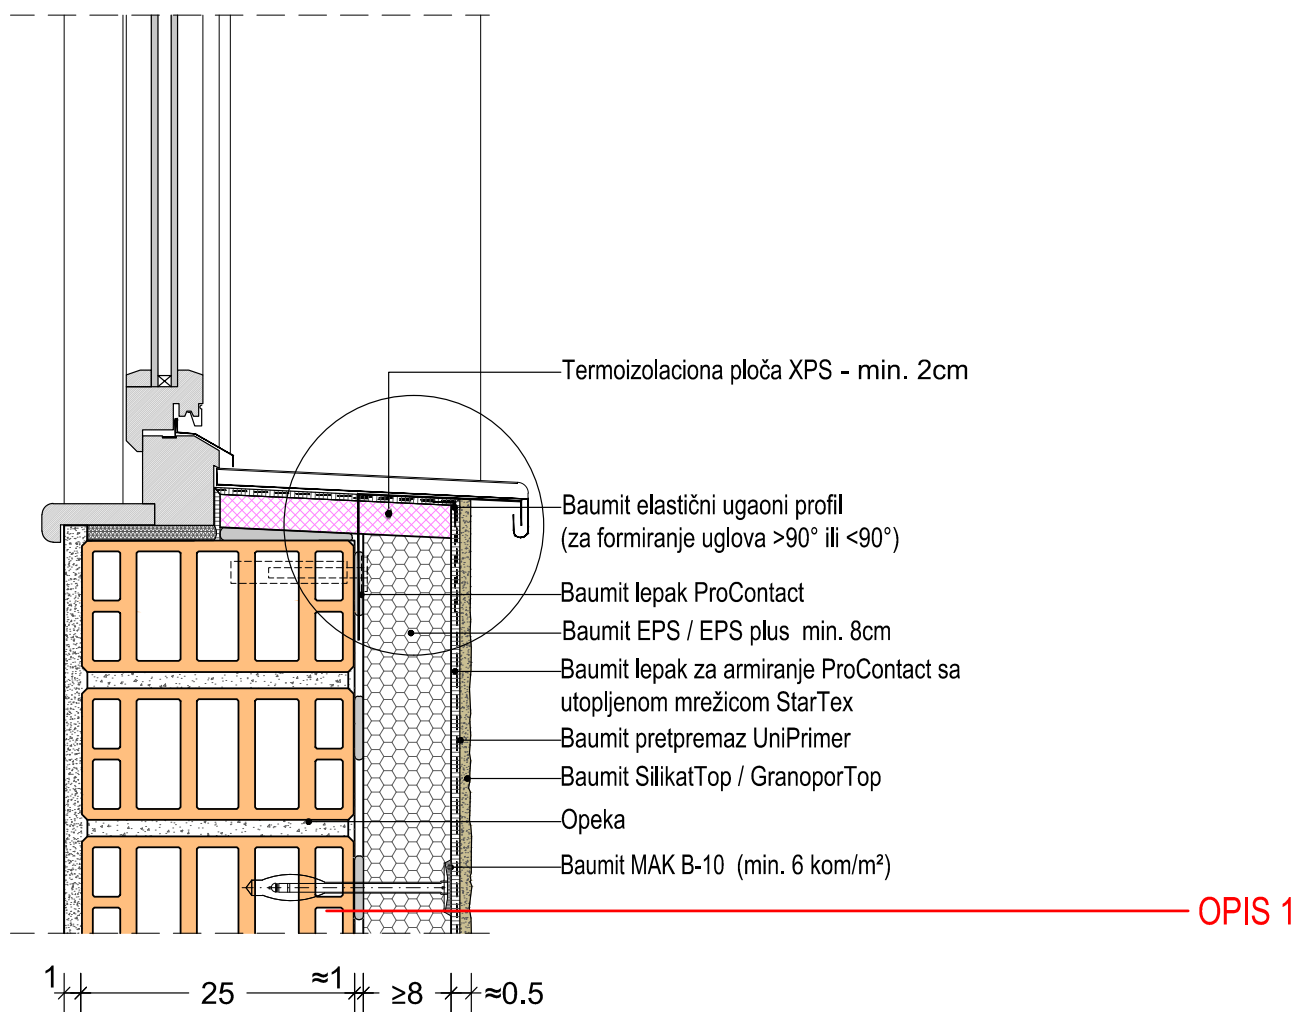 Termoizolaciona ploča XPS - min. 2cm
Baumit elastični ugaoni profil
(za formiranje uglova >90° ili <90°)
Baumit lepak ProContact
Baumit EPS / EPS plus  min. 8cm
Baumit lepak za armiranje ProContact sa
utopljenom mrežicom StarTex
Baumit pretpremaz UniPrimer
Baumit SilikatTop / GranoporTop
Opeka
Baumit MAK B-10  (min. 6 kom/m²)
OPIS 1
1 25 ≈1 ≥8 ≈0.5